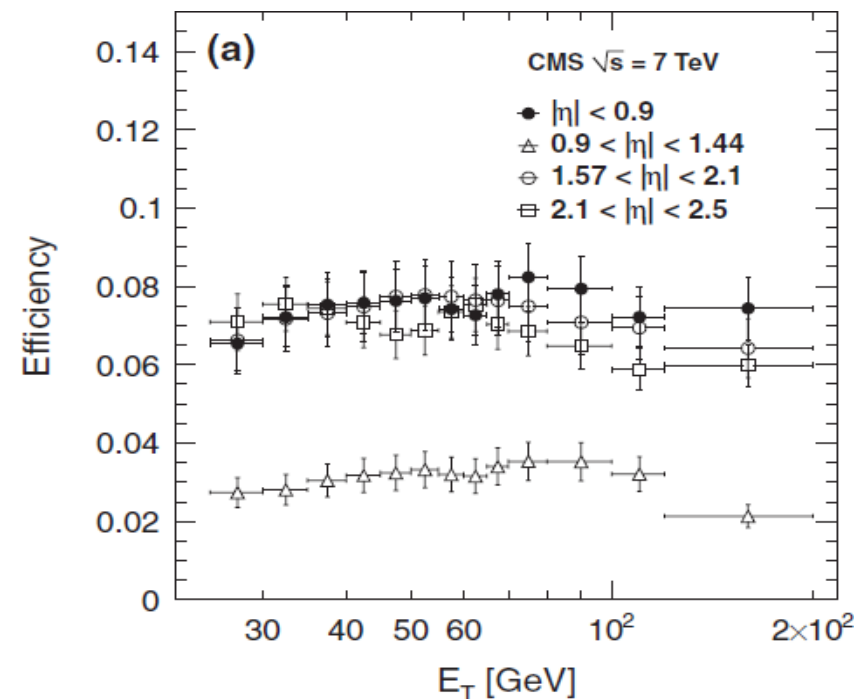 (a)
CMS √s = 7 TeV
|η| < 0.9
0.9 < |η| < 1.44
1.57 < |η| < 2.1
2.1 < |η| < 2.5
0.14
0.12
0.1
0.08
0.06
0.04
0.02
0
Efficiency
30 40 50 60 10² 2×10²
E_T [GeV]